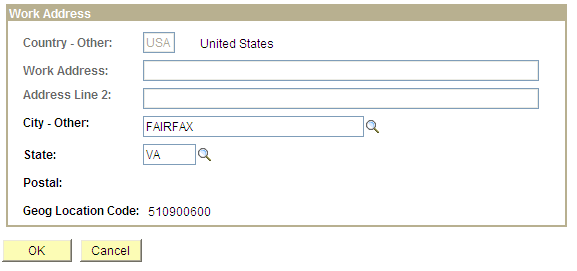 Work Address
Country - Other: USA United States
Work Address:
Address Line 2:
City - Other: FAIRFAX
State: VA
Postal:
Geog Location Code: 510900600
OK Cancel